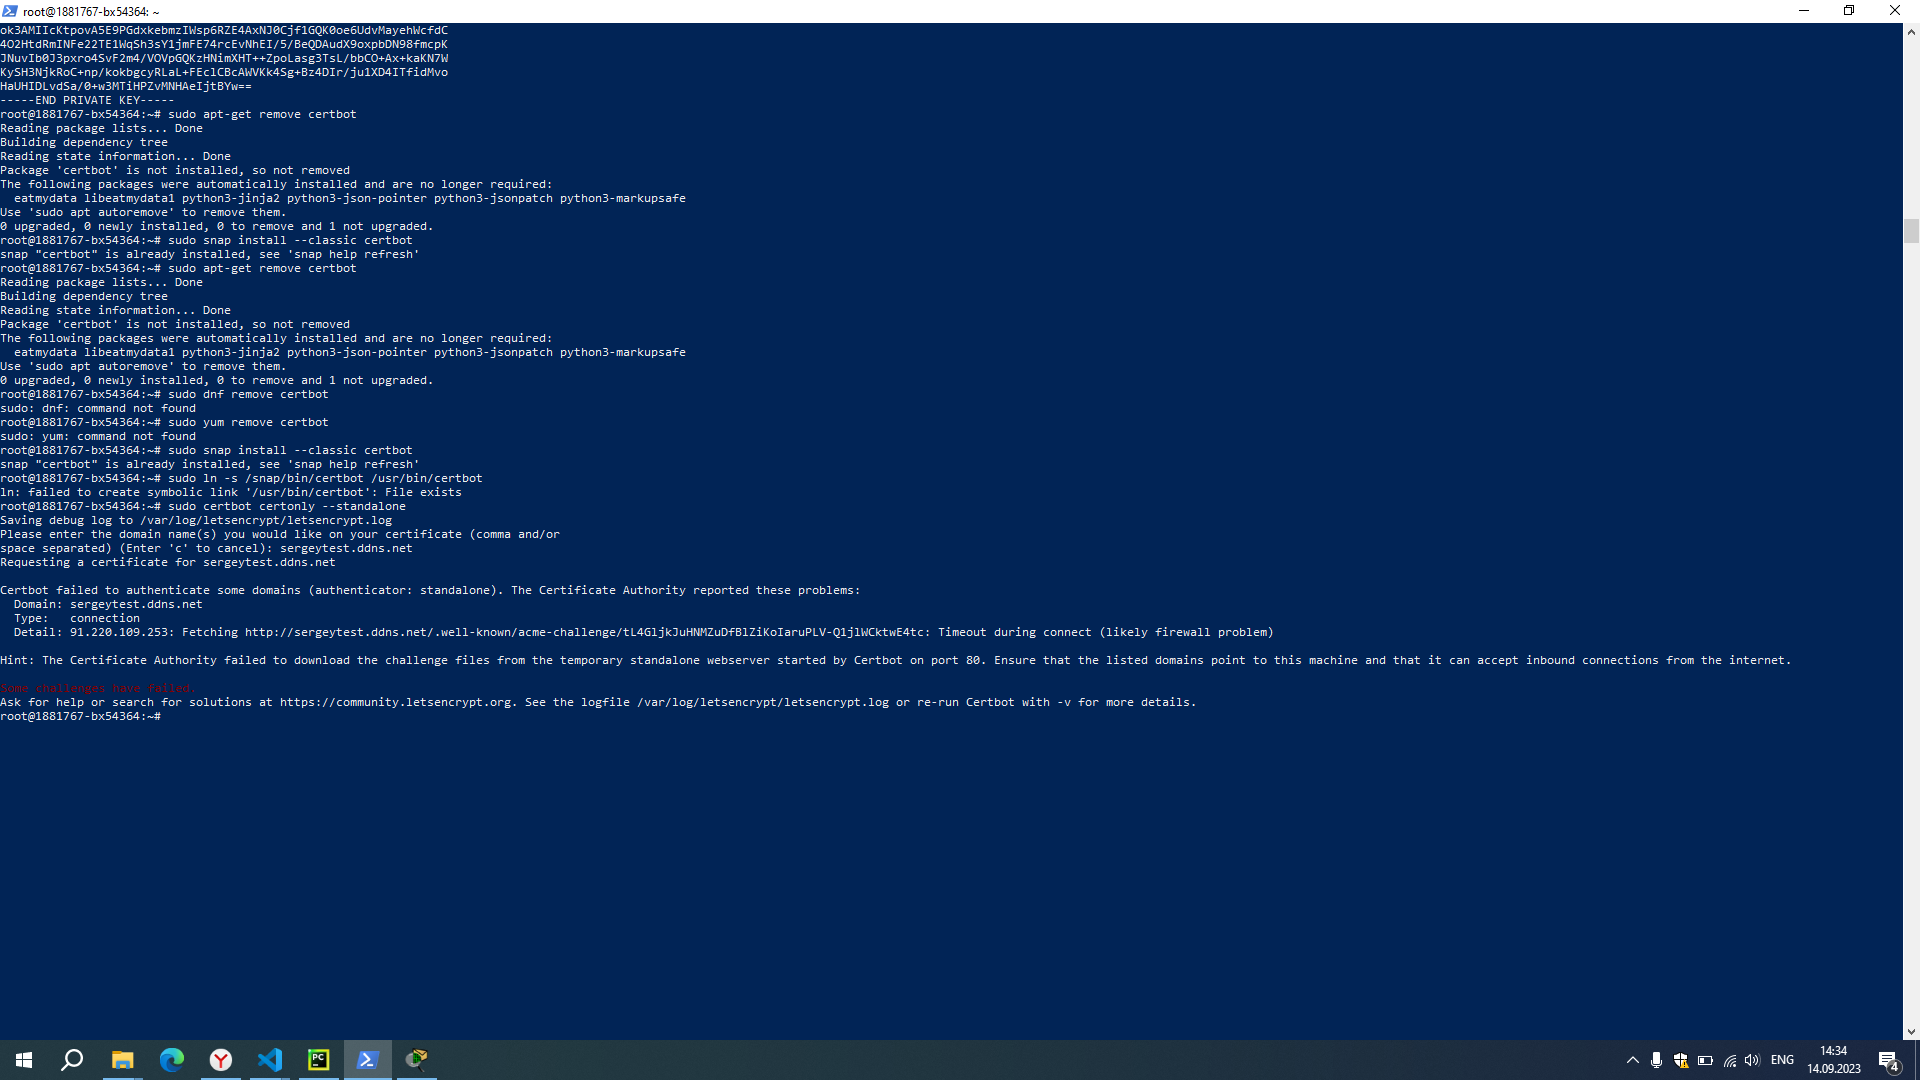 root@1881767-bx54364: ~
ok3AMIIcKtpovA5E9PGdxkebmzIWsp6RZE4AxNJ0Cjf1GQK0oe6UdvMayehWcfdC
4O2HtdRmINFe22TE1WqSh3sY1jmFE74rcEvNhEI/5/BeQDAudX9oxpbDN98fmcpK
JNuvIb0J3pxro4SvF2m4/VOVpGQKzHNimXHT++ZpoLasg3TsL/bbCO+Ax+kaKN7W
KySH3NjkRoC+np/kokbgcyRLaL+FEclCBcAWVKk4Sg+Bz4DIr/ju1XD4ITfidMvo
HaUHIDLvdSa/0+w3MTiHPZvMNHAeIjtBYw==
-----END PRIVATE KEY-----
root@1881767-bx54364:~# sudo apt-get remove certbot
Reading package lists... Done
Building dependency tree
Reading state information... Done
Package 'certbot' is not installed, so not removed
The following packages were automatically installed and are no longer required:
  eatmydata libeatmydata1 python3-jinja2 python3-json-pointer python3-jsonpatch python3-markupsafe
Use 'sudo apt autoremove' to remove them.
0 upgraded, 0 newly installed, 0 to remove and 1 not upgraded.
root@1881767-bx54364:~# sudo snap install --classic certbot
snap "certbot" is already installed, see 'snap help refresh'
root@1881767-bx54364:~# sudo apt-get remove certbot
Reading package lists... Done
Building dependency tree
Reading state information... Done
Package 'certbot' is not installed, so not removed
The following packages were automatically installed and are no longer required:
  eatmydata libeatmydata1 python3-jinja2 python3-json-pointer python3-jsonpatch python3-markupsafe
Use 'sudo apt autoremove' to remove them.
0 upgraded, 0 newly installed, 0 to remove and 1 not upgraded.
root@1881767-bx54364:~# sudo dnf remove certbot
sudo: dnf: command not found
root@1881767-bx54364:~# sudo yum remove certbot
sudo: yum: command not found
root@1881767-bx54364:~# sudo snap install --classic certbot
snap "certbot" is already installed, see 'snap help refresh'
root@1881767-bx54364:~# sudo ln -s /snap/bin/certbot /usr/bin/certbot
ln: failed to create symbolic link '/usr/bin/certbot': File exists
root@1881767-bx54364:~# sudo certbot certonly --standalone
Saving debug log to /var/log/letsencrypt/letsencrypt.log
Please enter the domain name(s) you would like on your certificate (comma and/or
space separated) (Enter 'c' to cancel): sergeytest.ddns.net
Requesting a certificate for sergeytest.ddns.net
Certbot failed to authenticate some domains (authenticator: standalone). The Certificate Authority reported these problems:
  Domain: sergeytest.ddns.net
  Type:   connection
  Detail: 91.220.109.253: Fetching http://sergeytest.ddns.net/.well-known/acme-challenge/tL4GljkJuHNMZuDfBlZiKoIaruPLV-Q1jlWCktwE4tc: Timeout during connect (likely firewall problem)
Hint: The Certificate Authority failed to download the challenge files from the temporary standalone webserver started by Certbot on port 80. Ensure that the listed domains point to this machine and that it can accept inbound connections from the internet.
Some challenges have failed.
Ask for help or search for solutions at https://community.letsencrypt.org. See the logfile /var/log/letsencrypt/letsencrypt.log or re-run Certbot with -v for more details.
root@1881767-bx54364:~#
PC
ENG
14:34
14.09.2023
4